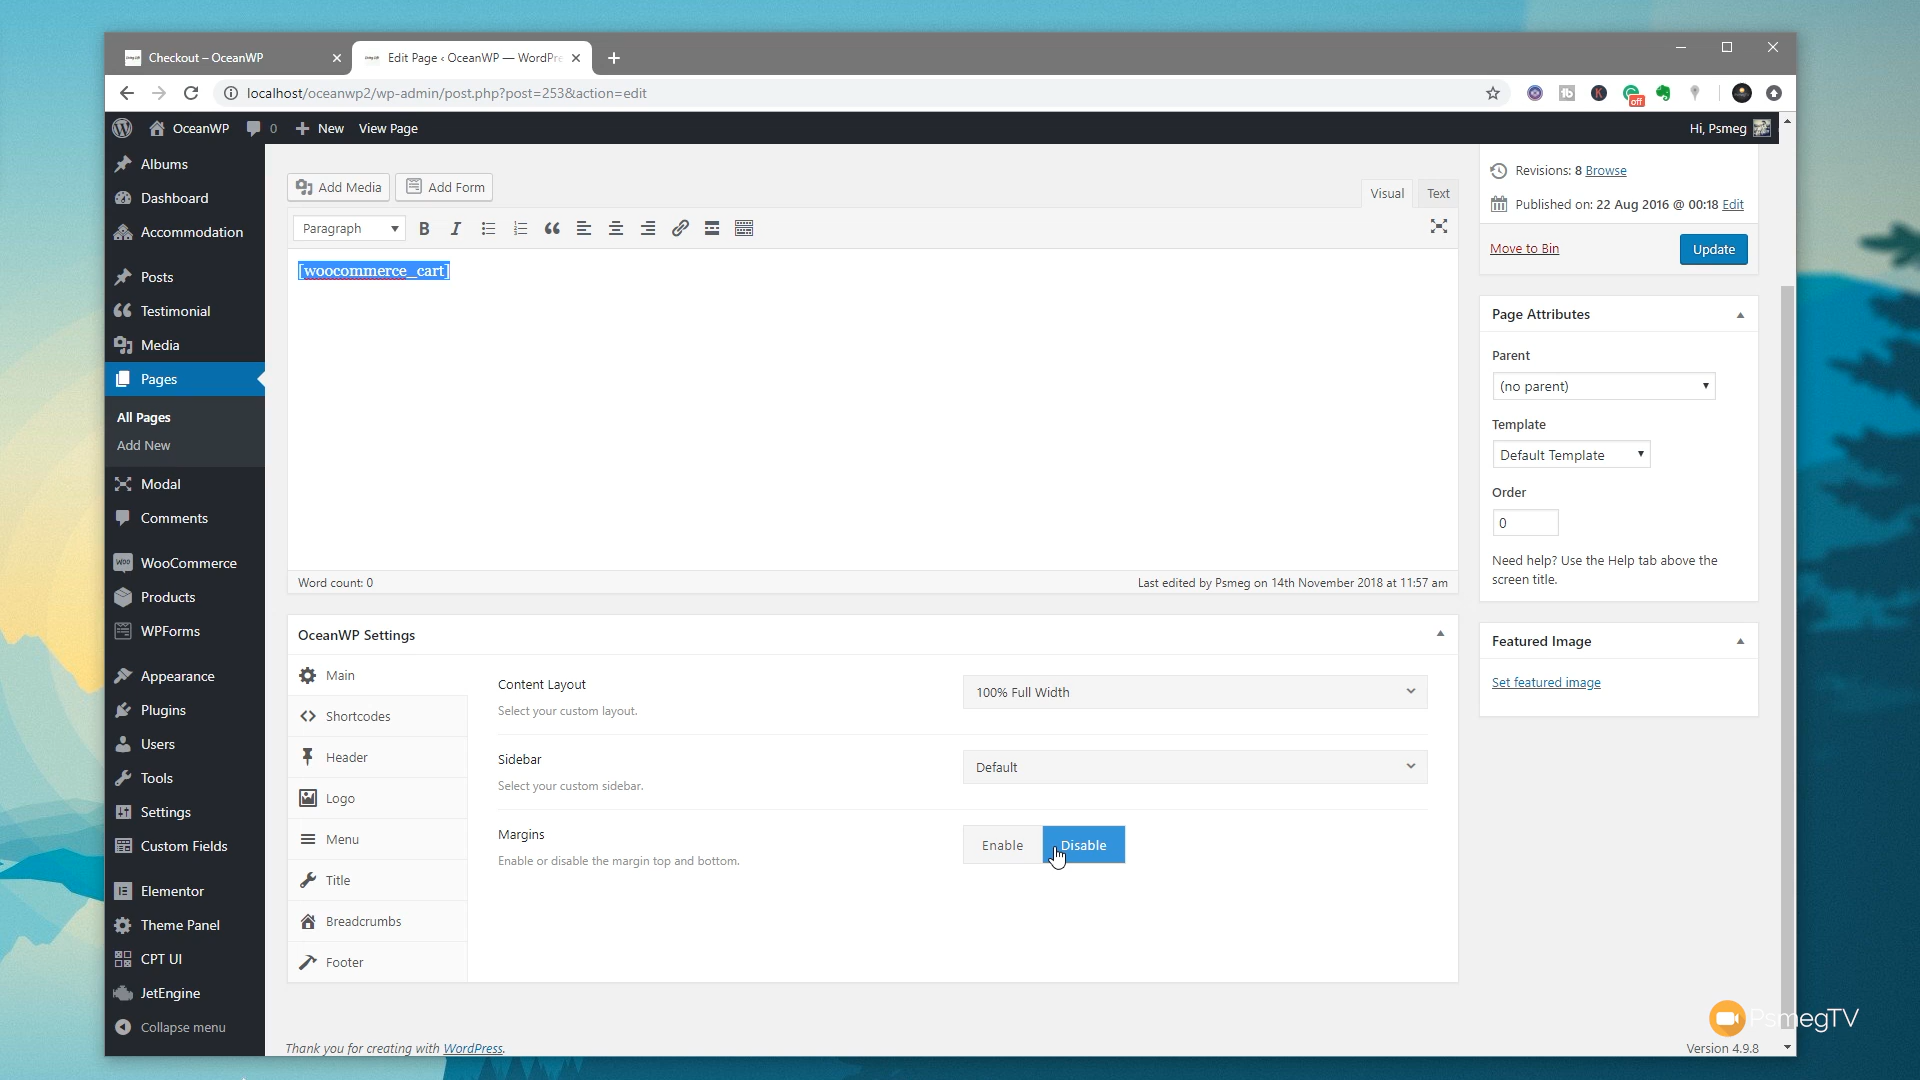 Checkout – OceanWP
Edit Page ‹ OceanWP — WordPre
localhost/oceanwp2/wp-admin/post.php?post=253&action=edit
off
OceanWP 0 New View Page
Hi, Psmeg
Albums
Dashboard
Accommodation
Posts
Testimonial
Media
Pages
All Pages
Add New
Modal
Comments
WooCommerce
Products
WPForms
Appearance
Plugins
Users
Tools
Settings
Custom Fields
Elementor
Theme Panel
CPT UI
JetEngine
Collapse menu
Add Media
Add Form
Visual
Text
Paragraph
[woocommerce_cart]
Word count: 0
Last edited by Psmeg on 14th November 2018 at 11:57 am
OceanWP Settings
Main
Shortcodes
Header
Logo
Menu
Title
Breadcrumbs
Footer
Content Layout
Select your custom layout.
100% Full Width
Sidebar
Select your custom sidebar.
Default
Margins
Enable or disable the margin top and bottom.
Enable
Disable
Revisions: 8 Browse
Published on: 22 Aug 2016 @ 00:18 Edit
Move to Bin
Update
Page Attributes
Parent
(no parent)
Template
Default Template
Order
0
Need help? Use the Help tab above the
screen title.
Featured Image
Set featured image
Thank you for creating with WordPress.
PsmegTV
Version 4.9.8